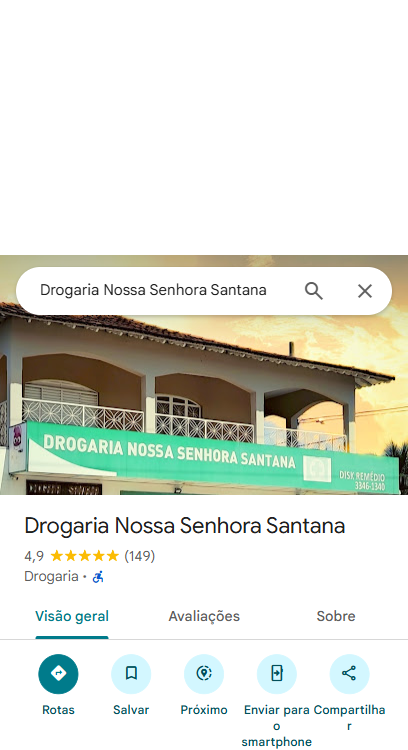 Drogaria Nossa Senhora Santana
DROGARIA NOSSA SENHORA SANTANA
DISK REMÉDIO
3346-1340
Drogaria Nossa Senhora Santana
4,9 (149)
Drogaria ·
Visão geral Avaliações Sobre
Rotas Salvar Próximo Enviar para o smartphone Compartilhar